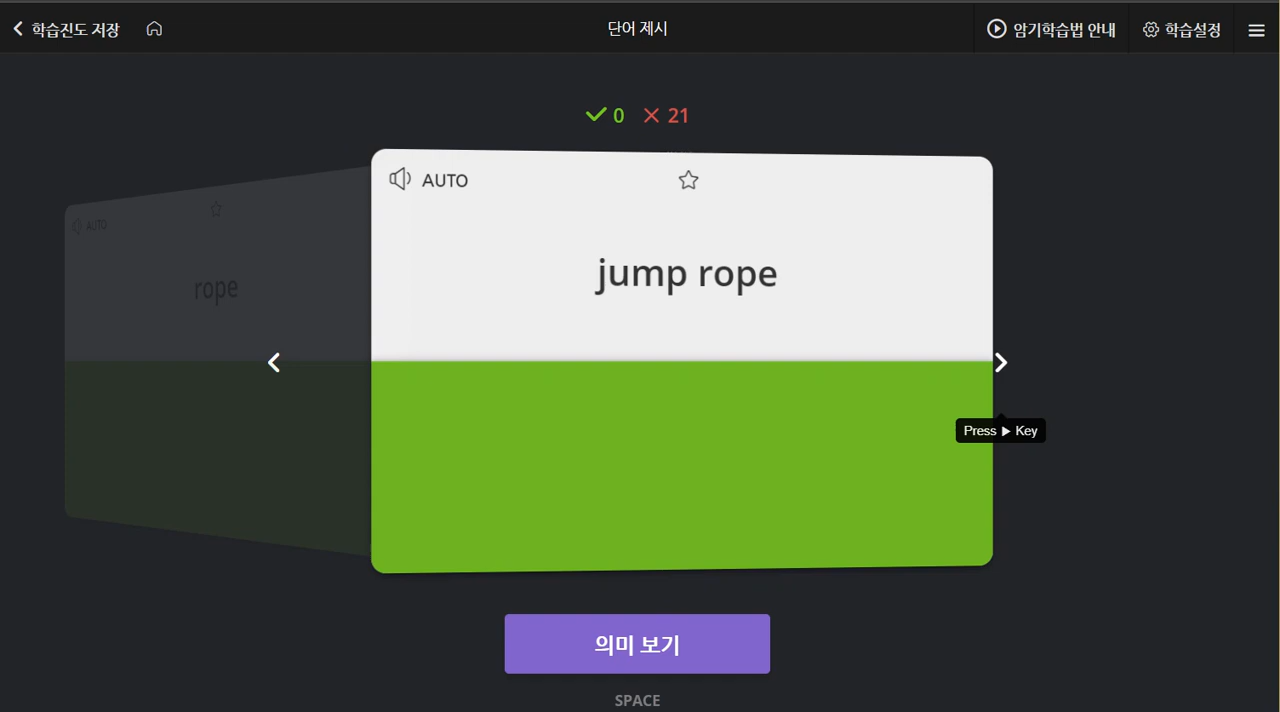 학습진도 저장
단어 제시
암기학습법 안내
학습설정
0
21
AUTO
rope
AUTO
jump rope
Press ▶ Key
의미 보기
SPACE